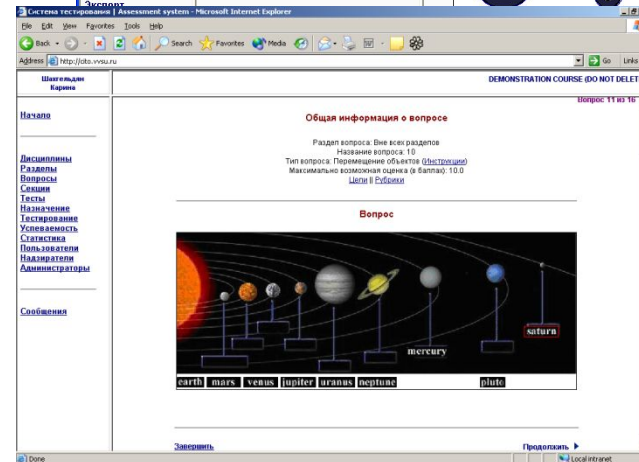 Экспорт
Система тестирования | Assessment system - Microsoft Internet Explorer
File Edit View Favorites Tools Help
Back Search Favorites Media
Address http://oto.vvsu.ru Go Links
Шахгельдян
Карина
DEMONSTRATION COURSE (DO NOT DELET
Вопрос 11 из 16
Начало
Дисциплины
Разделы
Вопросы
Секции
Тесты
Назначение
Тестирование
Успеваемость
Статистика
Пользователи
Надзиратели
Администраторы
Сообщения
Общая информация о вопросе
Раздел вопроса: Вне всех разделов
Название вопроса: 10
Тип вопроса: Перемещение объектов (Инструкции)
Максимально возможная оценка (в баллах): 10.0
Цели || Рубрики
Вопрос
saturn
mercury
earth mars venus jupiter uranus neptune pluto
Завершить Продолжить
Done Local intranet